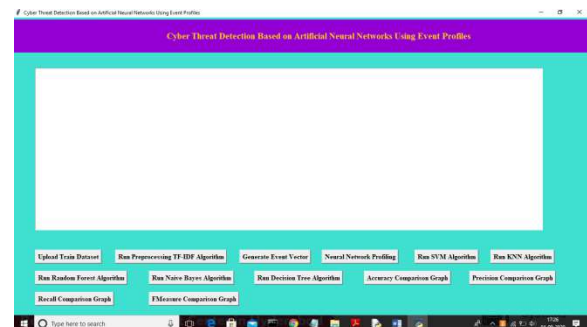 Cyber Threat Detection Based on Artificial Neural Networks Using Event Profiles
Cyber Threat Detection Based on Artificial Neural Networks Using Event Profiles
Upload Train Dataset Run Preprocessing TF-IDF Algorithm Generate Event Vector Neural Network Profiling Run SVM Algorithm Run KNN Algorithm
Run Random Forest Algorithm Run Naive Bayes Algorithm Run Decision Tree Algorithm Accuracy Comparison Graph Precision Comparison Graph
Recall Comparison Graph FMeasure Comparison Graph
17:26
Type here to search